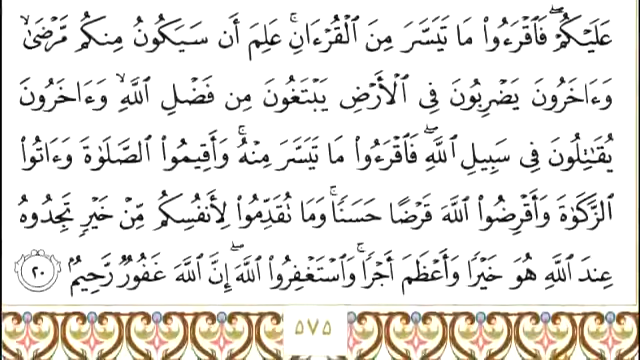 عَلَيْكُمْۖ فَٱقْرَءُوا۟ مَا تَيَسَّرَ مِنَ ٱلْقُرْءَانِۚ عَلِمَ أَن سَيَكُونُ مِنكُم مَّرْضَىٰۙ
وَءَاخَرُونَ يَضْرِبُونَ فِى ٱلْأَرْضِ يَبْتَغُونَ مِن فَضْلِ ٱللَّهِۙ وَءَاخَرُونَ
يُقَـٰتِلُونَ فِى سَبِيلِ ٱللَّهِۖ فَٱقْرَءُوا۟ مَا تَيَسَّرَ مِنْهُۚ وَأَقِيمُوا۟ ٱلصَّلَوٰةَ وَءَاتُوا۟
ٱلزَّكَوٰةَ وَأَقْرِضُوا۟ ٱللَّهَ قَرْضًا حَسَنًاۚ وَمَا تُقَدِّمُوا۟ لِأَنفُسِكُم مِّنْ خَيْرٍ تَجِدُوهُ
عِندَ ٱللَّهِ هُوَ خَيْرًا وَأَعْظَمَ أَجْرًاۚ وَٱسْتَغْفِرُوا۟ ٱللَّهَۖ إِنَّ ٱللَّهَ غَفُورٌ رَّحِيمٌۢ ٢٠
٥٧٥